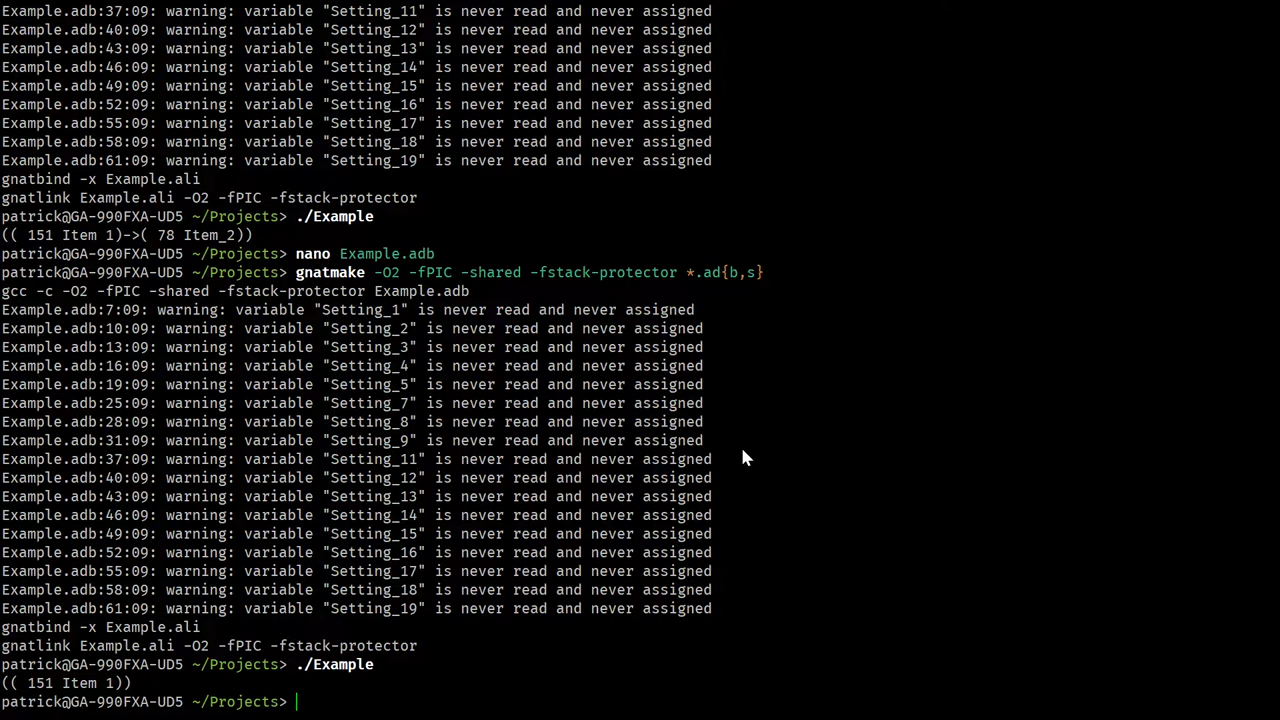 Example.adb:37:09: warning: variable "Setting_11" is never read and never assigned
Example.adb:40:09: warning: variable "Setting_12" is never read and never assigned
Example.adb:43:09: warning: variable "Setting_13" is never read and never assigned
Example.adb:46:09: warning: variable "Setting_14" is never read and never assigned
Example.adb:49:09: warning: variable "Setting_15" is never read and never assigned
Example.adb:52:09: warning: variable "Setting_16" is never read and never assigned
Example.adb:55:09: warning: variable "Setting_17" is never read and never assigned
Example.adb:58:09: warning: variable "Setting_18" is never read and never assigned
Example.adb:61:09: warning: variable "Setting_19" is never read and never assigned
gnatbind -x Example.ali
gnatlink Example.ali -O2 -fPIC -fstack-protector
patrick@GA-990FXA-UD5 ~/Projects> ./Example
(( 151 Item 1)->( 78 Item_2))
patrick@GA-990FXA-UD5 ~/Projects> nano Example.adb
patrick@GA-990FXA-UD5 ~/Projects> gnatmake -O2 -fPIC -shared -fstack-protector *.ad{b,s}
gcc -c -O2 -fPIC -shared -fstack-protector Example.adb
Example.adb:7:09: warning: variable "Setting_1" is never read and never assigned
Example.adb:10:09: warning: variable "Setting_2" is never read and never assigned
Example.adb:13:09: warning: variable "Setting_3" is never read and never assigned
Example.adb:16:09: warning: variable "Setting_4" is never read and never assigned
Example.adb:19:09: warning: variable "Setting_5" is never read and never assigned
Example.adb:25:09: warning: variable "Setting_7" is never read and never assigned
Example.adb:28:09: warning: variable "Setting_8" is never read and never assigned
Example.adb:31:09: warning: variable "Setting_9" is never read and never assigned
Example.adb:37:09: warning: variable "Setting_11" is never read and never assigned
Example.adb:40:09: warning: variable "Setting_12" is never read and never assigned
Example.adb:43:09: warning: variable "Setting_13" is never read and never assigned
Example.adb:46:09: warning: variable "Setting_14" is never read and never assigned
Example.adb:49:09: warning: variable "Setting_15" is never read and never assigned
Example.adb:52:09: warning: variable "Setting_16" is never read and never assigned
Example.adb:55:09: warning: variable "Setting_17" is never read and never assigned
Example.adb:58:09: warning: variable "Setting_18" is never read and never assigned
Example.adb:61:09: warning: variable "Setting_19" is never read and never assigned
gnatbind -x Example.ali
gnatlink Example.ali -O2 -fPIC -fstack-protector
patrick@GA-990FXA-UD5 ~/Projects> ./Example
(( 151 Item 1))
patrick@GA-990FXA-UD5 ~/Projects>